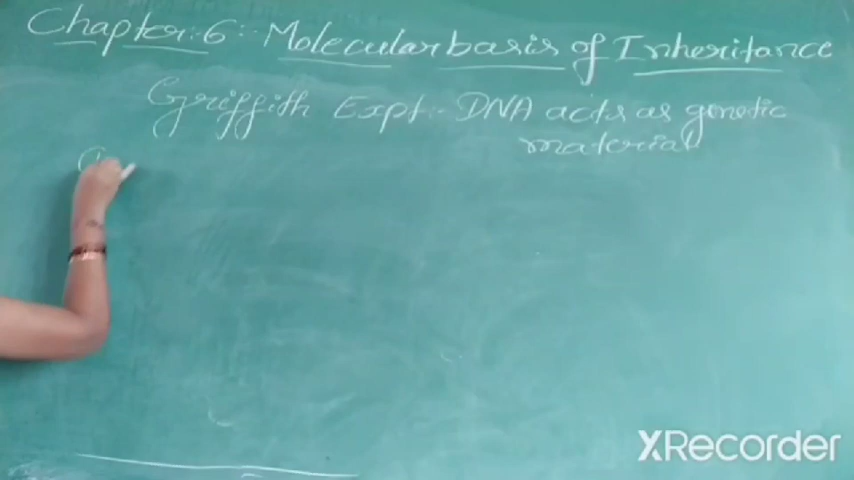 Chapter:- 6:- Molecular basis of Inheritance
Griffith Expt:- DNA acts as genetic
material
XRecorder